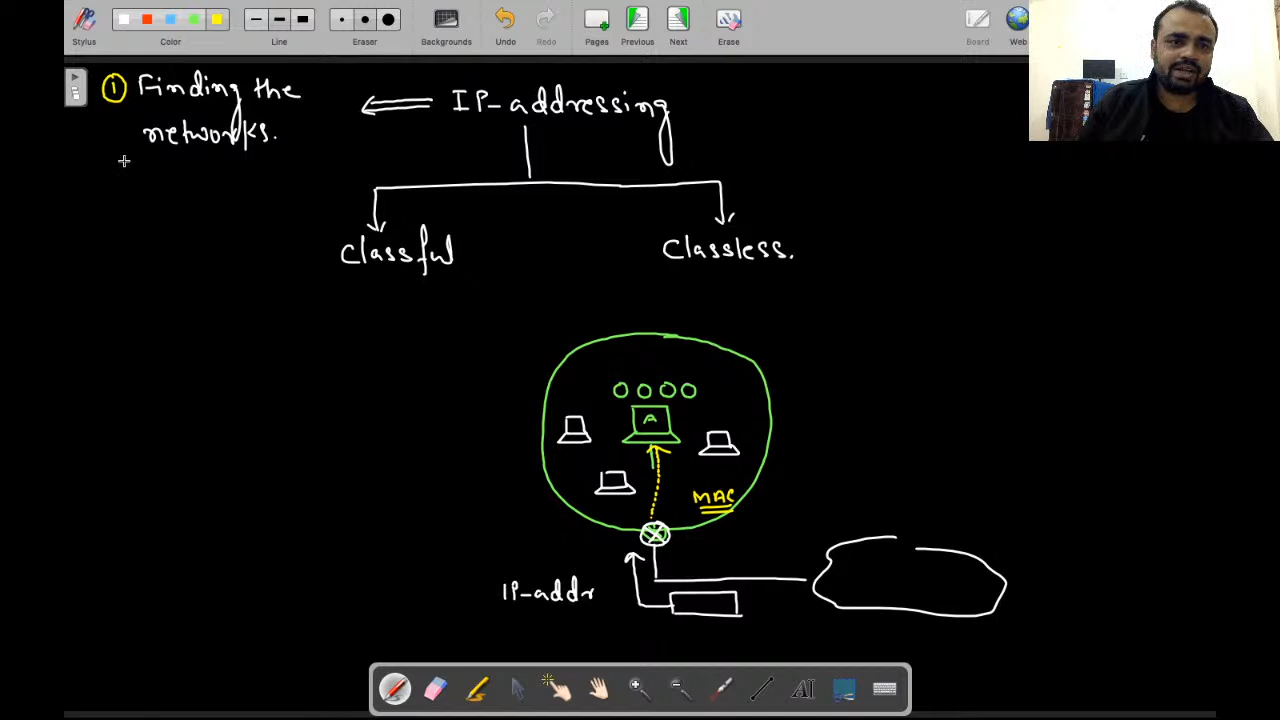 Stylus
Color
Line
Eraser
Backgrounds
Undo
Redo
Pages
Previous
Next
Erase
Board
Web
① Finding the
networks.
IP-addressing
Classful
Classless.
A
MAC
IP-addr
AI